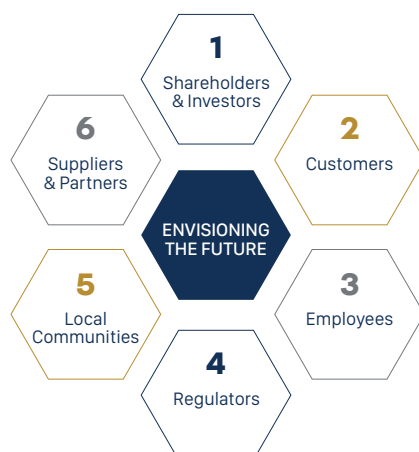 1
Shareholders
& Investors
2
Customers
3
Employees
4
Regulators
5
Local
Communities
6
Suppliers
& Partners
ENVISIONING
THE FUTURE